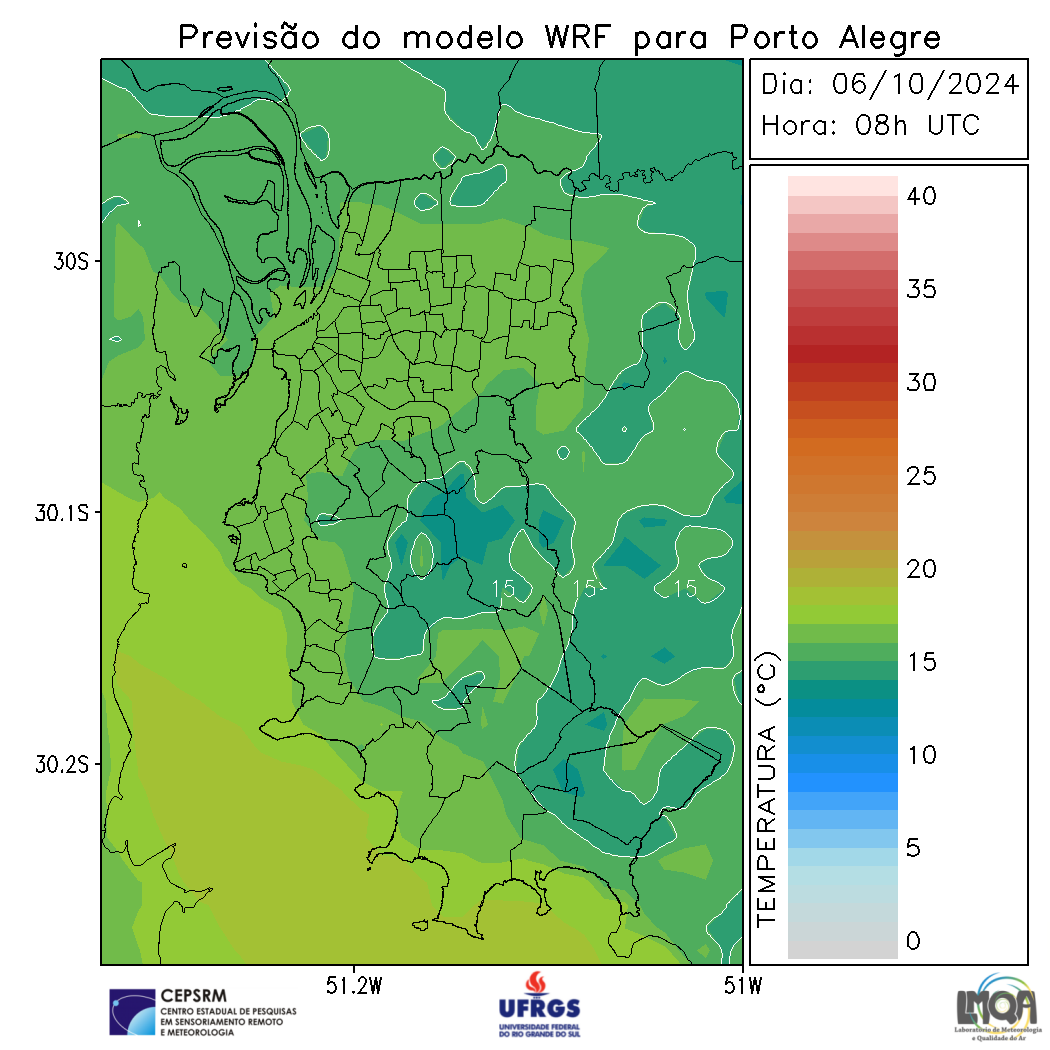 Previsão do modelo WRF para Porto Alegre
Dia: 06/10/2024
Hora: 08h UTC
40
35
30
25
20
15
10
5
0
TEMPERATURA (°C)
30S
30.1S
30.2S
51.2W
51W
15
15
15
CEPSRM
CENTRO ESTADUAL DE PESQUISAS
EM SENSORIAMENTO REMOTO
E METEOROLOGIA
UFRGS
UNIVERSIDADE FEDERAL
DO RIO GRANDE DO SUL
LMQA
Laboratório de Meteorologia
e Qualidade do Ar